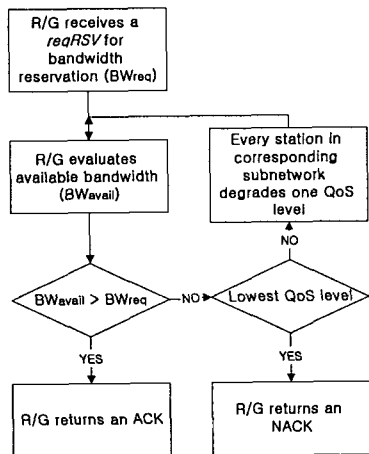 R/G receives a
reqRSV for
bandwidth
reservation (BWreq)
R/G evaluates
available bandwidth
(BWavail)
Every station in
corresponding
subnetwork
degrades one QoS
level
NO
BWavail > BWreq
NO
Lowest QoS level
YES
YES
R/G returns an ACK
R/G returns an
NACK